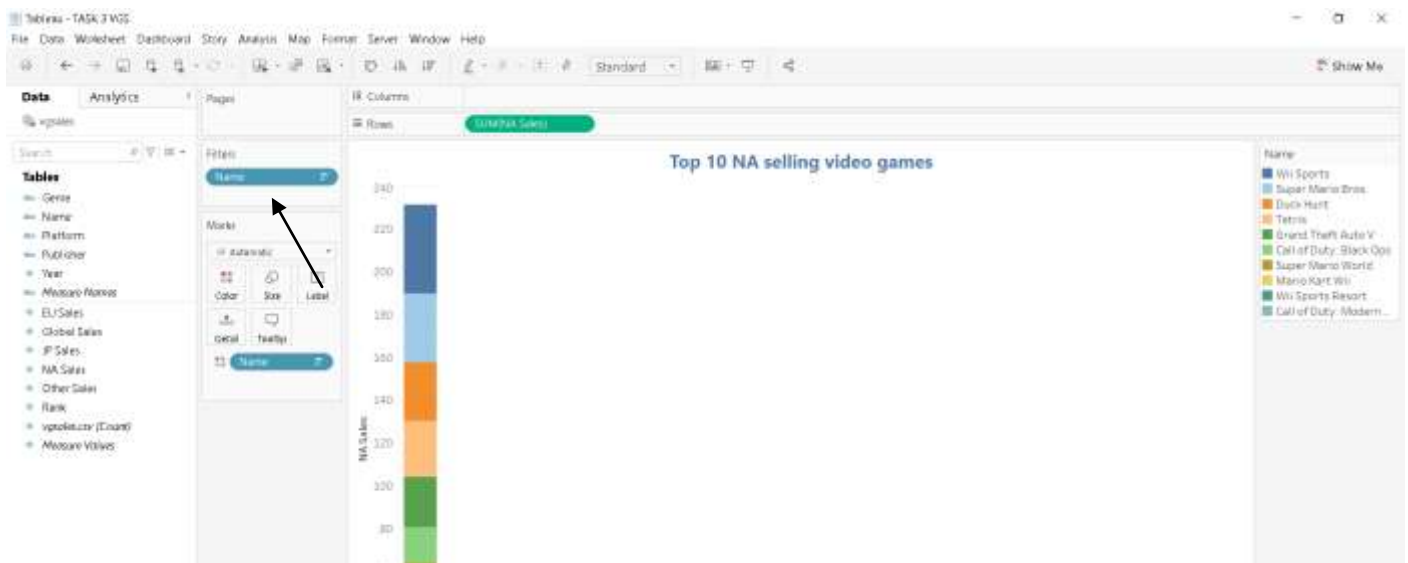 Tableau - TASK 3 VGS
File Data Worksheet Dashboard Story Analysis Map Format Server Window Help
Standard
Show Me
Data Analytics
Pages
Columns
vgsales
Rows
SUM(NA Sales)
Search
Filters
Name
Top 10 NA selling video games
Tables
Genre
Name
Platform
Publisher
Year
Measure Names
EU Sales
Global Sales
JP Sales
NA Sales
Other Sales
Rank
vgsales.csv (Count)
Measure Values
Marks
Automatic
Color Size Label
Detail Tooltip
Name
NA Sales
240
220
200
180
160
140
120
100
80
Name
Wii Sports
Super Mario Bros.
Duck Hunt
Tetris
Grand Theft Auto V
Call of Duty: Black Ops
Super Mario World
Mario Kart Wii
Wii Sports Resort
Call of Duty: Modern...